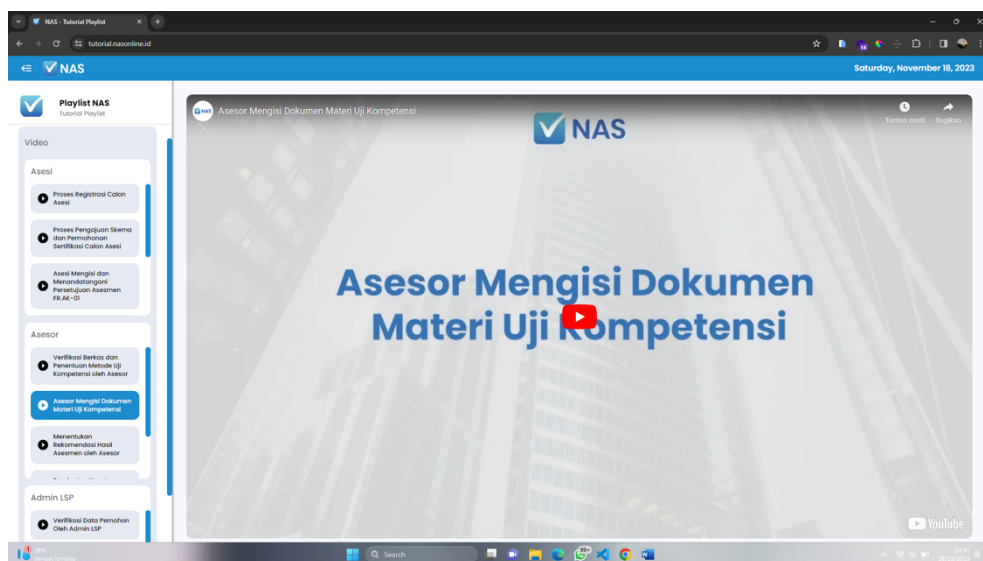 NAS - Tutorial Playlist
tutorial.nasonline.id
NAS
Saturday, November 18, 2023
Playlist NAS
Tutorial Playlist
Video
Asesi
Proses Registrasi Calon
Asesi
Proses Pengajuan Skema
dan Permohonan
Sertifikasi Calon Asesi
Asesi Mengisi dan
Menandatangani
Persetujuan Asesmen
FR.AK-01
Asesor
Verifikasi Berkas dan
Penentuan Metode Uji
Kompetensi oleh Asesor
Asesor Mengisi Dokumen
Materi Uji Kompetensi
Menentukan
Rekomendasi Hasil
Asesmen oleh Asesor
Admin LSP
Verifikasi Data Pemohon
Oleh Admin LSP
NAS
Asesor Mengisi Dokumen Materi Uji Kompetensi
Tonton nanti
Bagikan
NAS
Asesor Mengisi Dokumen
Materi Uji Kompetensi
YouTube
Search
99+